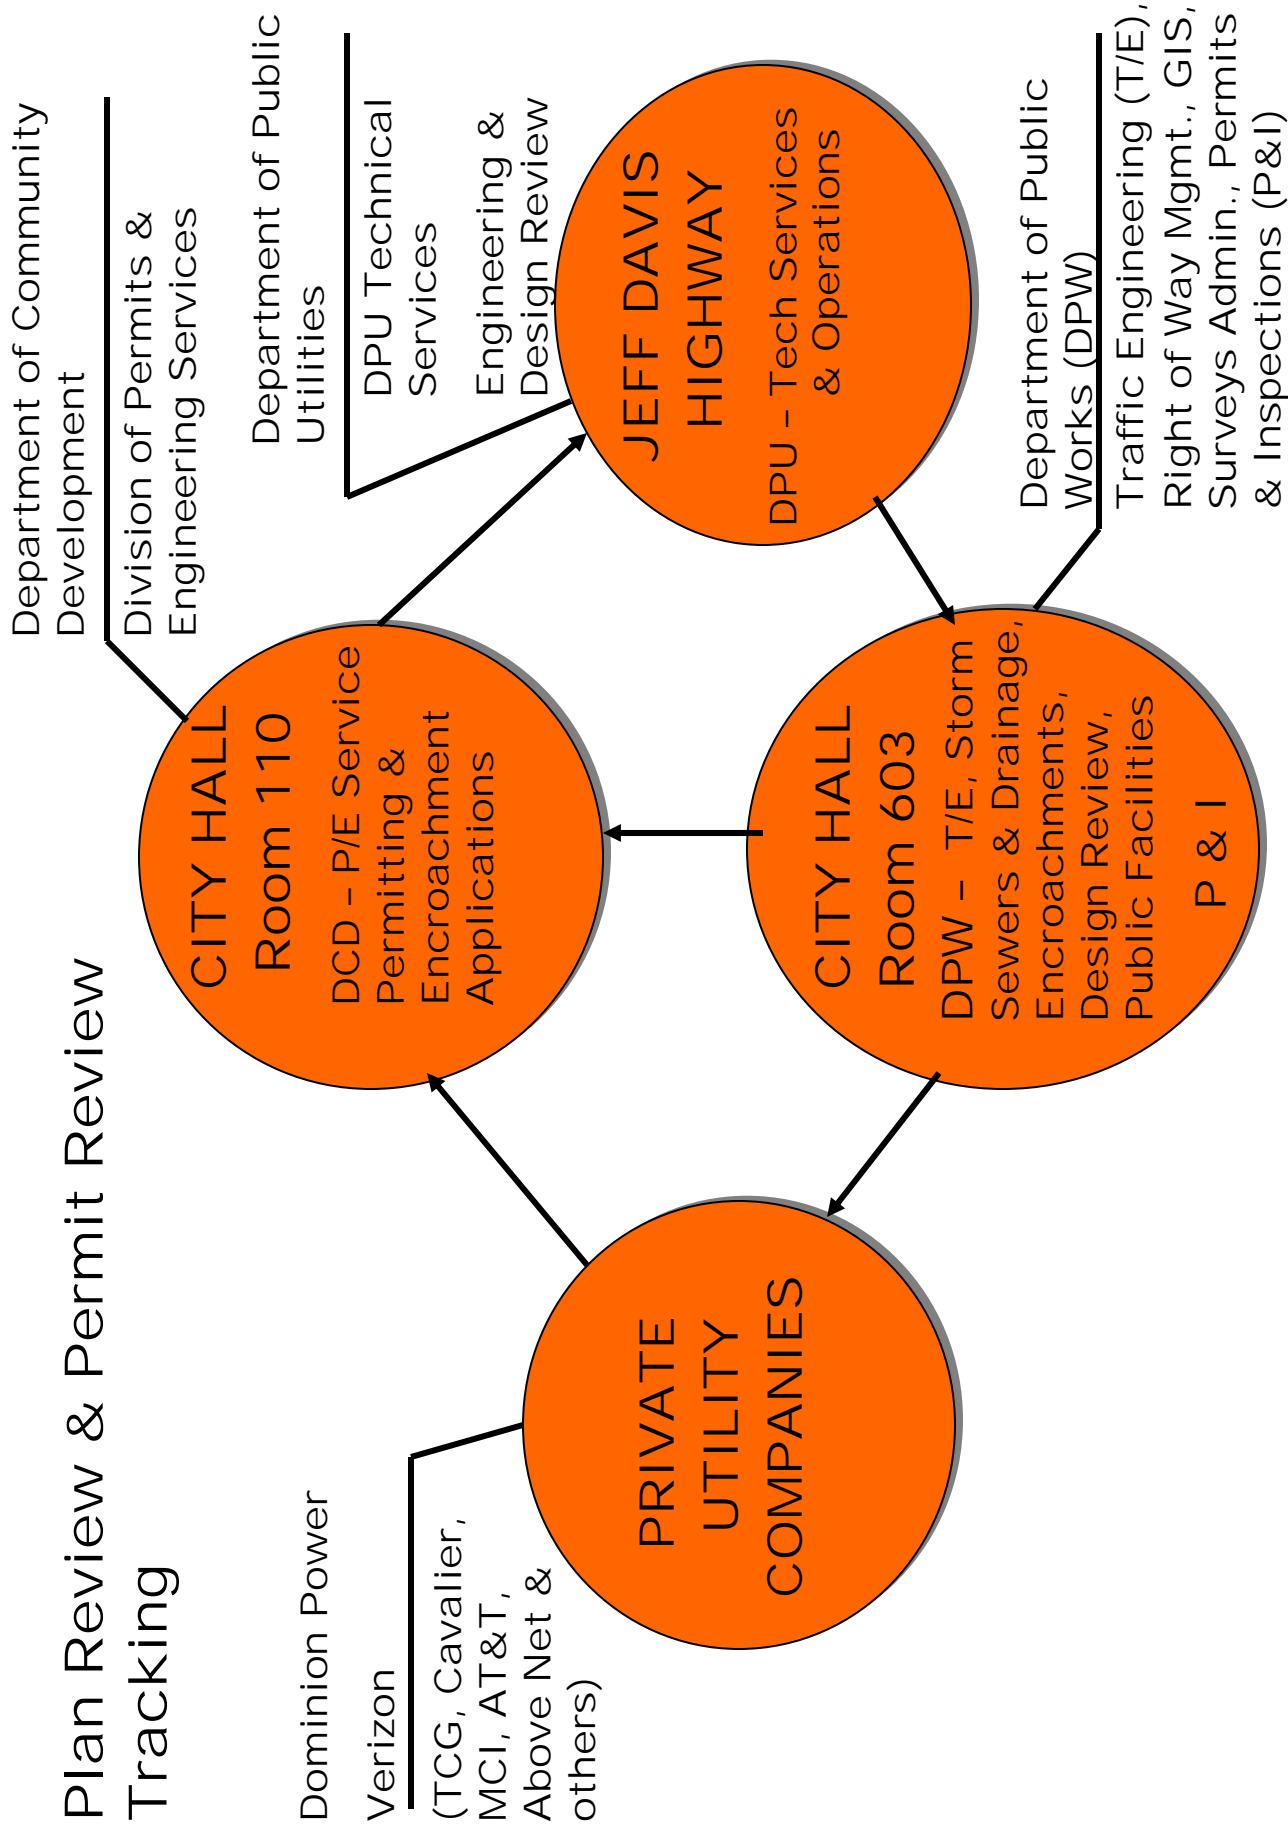 Plan Review & Permit Review
Tracking
Department of Community
Development
Division of Permits &
Engineering Services
Department of Public
Utilities
DPU Technical
Services
Engineering &
Design Review
Dominion Power
Verizon
(TCG, Cavalier,
MCI, AT&T,
Above Net &
others)
CITY HALL
Room 110
DCD – P/E Service
Permitting &
Encroachment
Applications
PRIVATE
UTILITY
COMPANIES
JEFF DAVIS
HIGHWAY
DPU – Tech Services
& Operations
CITY HALL
Room 603
DPW – T/E, Storm
Sewers & Drainage,
Encroachments,
Design Review,
Public Facilities
P & I
Department of Public
Works (DPW)
Traffic Engineering (T/E),
Right of Way Mgmt., GIS,
Surveys Admin., Permits
& Inspections (P&I)